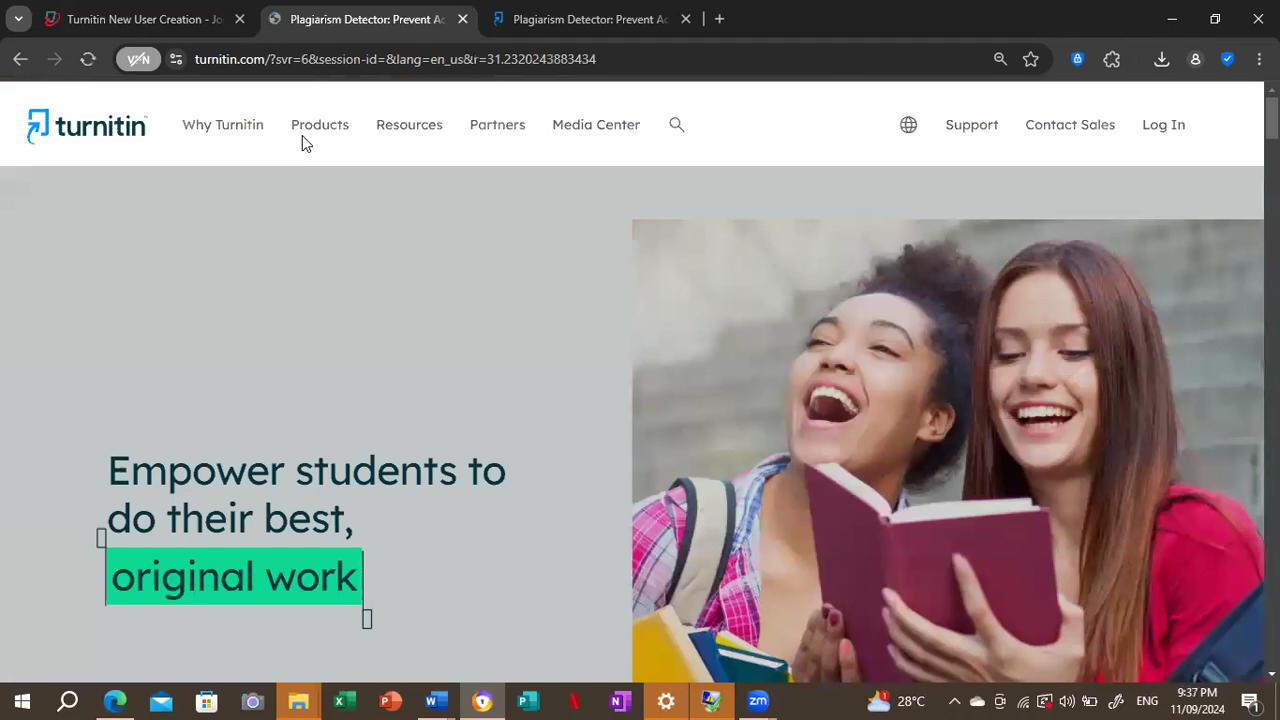 Turnitin New User Creation - Jo
Plagiarism Detector: Prevent Ac
Plagiarism Detector: Prevent Ac
VPN
turnitin.com/?svr=6&session-id=&lang=en_us&r=31.2320243883434
turnitin
Why Turnitin
Products
Resources
Partners
Media Center
Support
Contact Sales
Log In
Empower students to
do their best,
original work
28°C
ENG
9:37 PM
11/09/2024